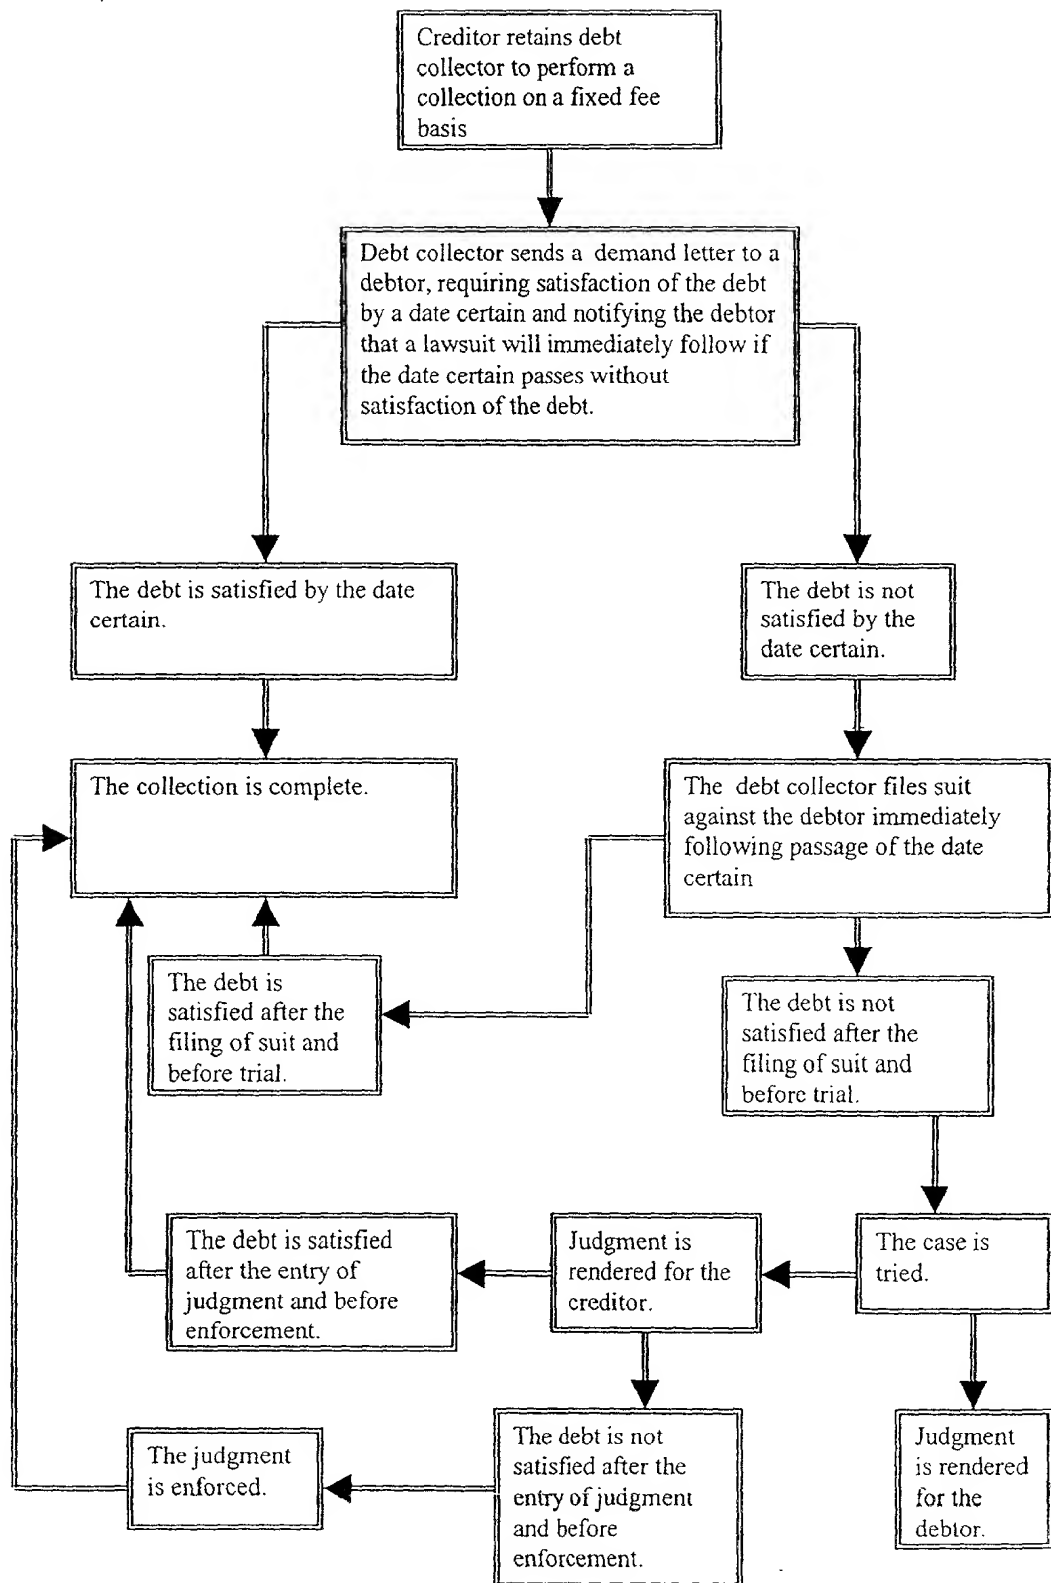 Creditor retains debt
collector to perform a
collection on a fixed fee
basis
Debt collector sends a demand letter to a
debtor, requiring satisfaction of the debt
by a date certain and notifying the debtor
that a lawsuit will immediately follow if
the date certain passes without
satisfaction of the debt.
The debt is satisfied by the date
certain.
The debt is not
satisfied by the
date certain.
The collection is complete.
The debt collector files suit
against the debtor immediately
following passage of the date
certain
The debt is
satisfied after the
filing of suit and
before trial.
The debt is not
satisfied after the
filing of suit and
before trial.
The debt is satisfied
after the entry of
judgment and before
enforcement.
Judgment is
rendered for the
creditor.
The case is
tried.
The judgment
is enforced.
The debt is not
satisfied after the
entry of judgment
and before
enforcement.
Judgment
is rendered
for the
debtor.